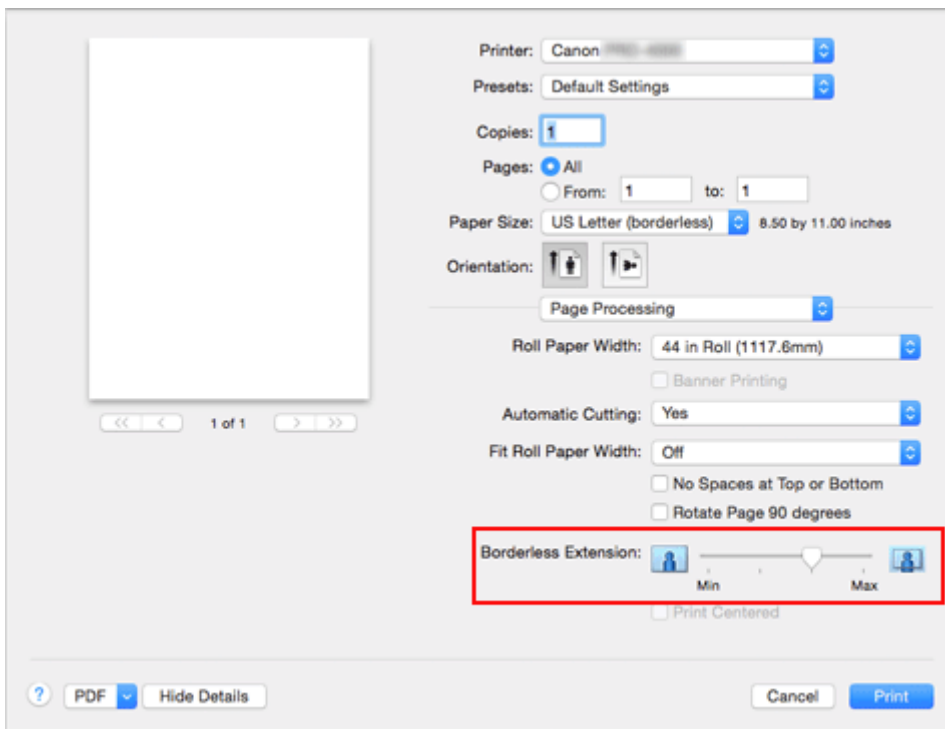 Printer: Canon
Presets: Default Settings
Copies: 1
Pages: All
From: 1 to: 1
Paper Size: US Letter (borderless) 8.50 by 11.00 inches
Orientation:
Page Processing
Roll Paper Width: 44 in Roll (1117.6mm)
Banner Printing
<< < 1 of 1 > >>
Automatic Cutting: Yes
Fit Roll Paper Width: Off
No Spaces at Top or Bottom
Rotate Page 90 degrees
Borderless Extension:
Min Max
Print Centered
? PDF Hide Details Cancel Print